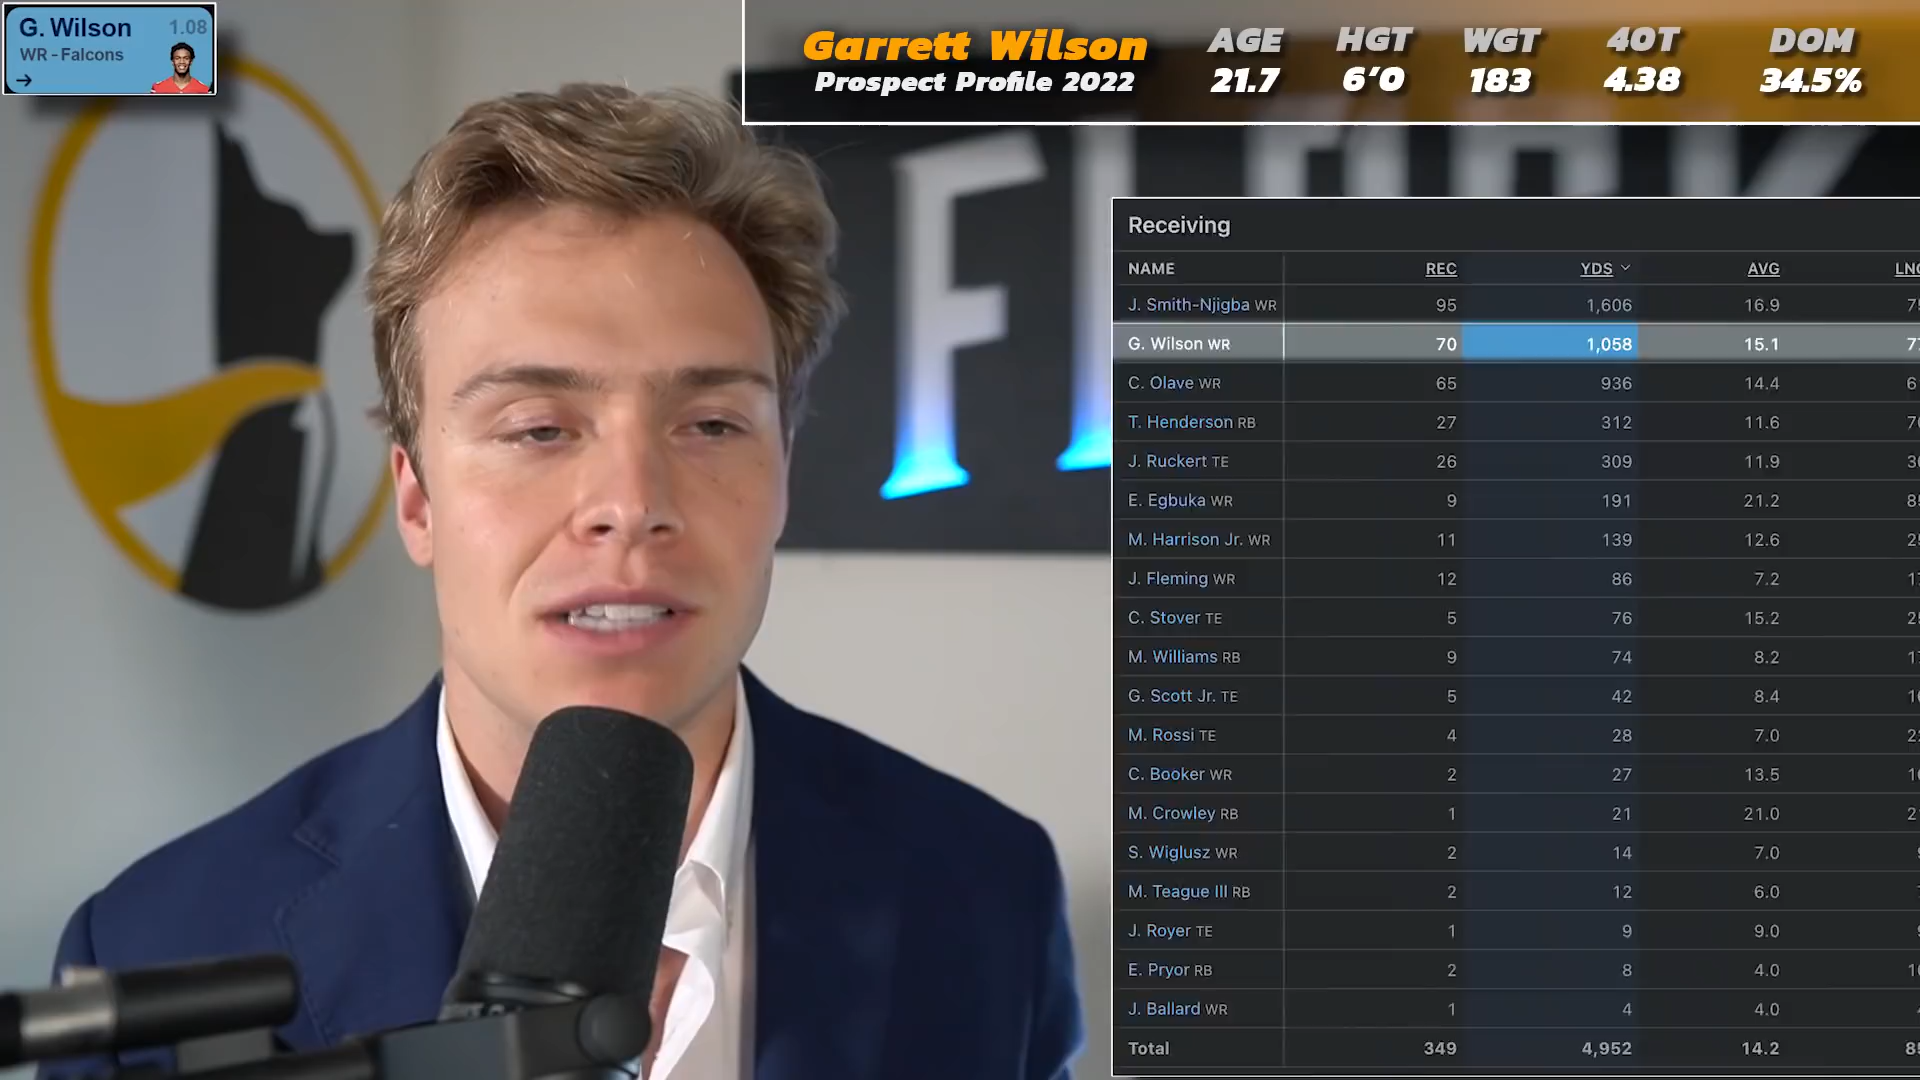 G. Wilson 1.08
WR - Falcons
Garrett Wilson
Prospect Profile 2022
AGE HGT WGT 40T DOM
21.7 6'0 183 4.38 34.5%
Receiving
NAME REC YDS AVG
J. Smith-Njigba WR 95 1,606 16.9
G. Wilson WR 70 1,058 15.1
C. Olave WR 65 936 14.4
T. Henderson RB 27 312 11.6
J. Ruckert TE 26 309 11.9
E. Egbuka WR 9 191 21.2
M. Harrison Jr. WR 11 139 12.6
J. Fleming WR 12 86 7.2
C. Stover TE 5 76 15.2
M. Williams RB 9 74 8.2
G. Scott Jr. TE 5 42 8.4
M. Rossi TE 4 28 7.0
C. Booker WR 2 27 13.5
M. Crowley RB 1 21 21.0
S. Wiglusz WR 2 14 7.0
M. Teague III RB 2 12 6.0
J. Royer TE 1 9 9.0
E. Pryor RB 2 8 4.0
J. Ballard WR 1 4 4.0
Total 349 4,952 14.2